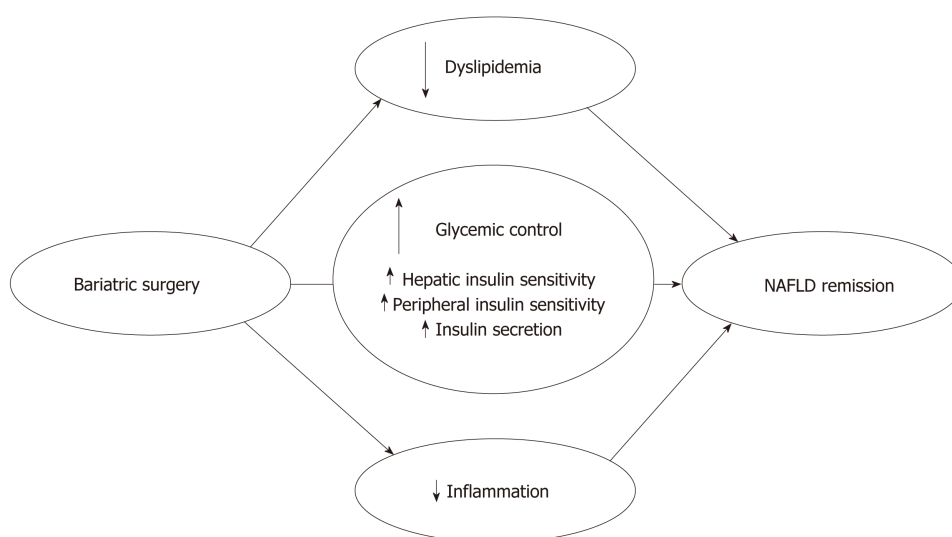 Dyslipidemia
Glycemic control
Hepatic insulin sensitivity
Peripheral insulin sensitivity
Insulin secretion
Bariatric surgery
NAFLD remission
Inflammation